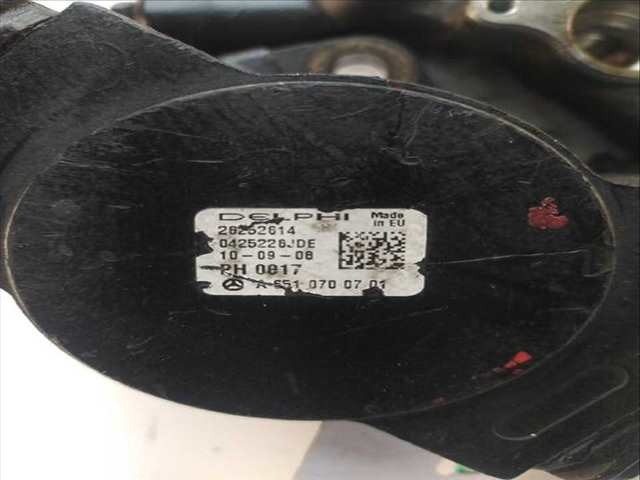 DELPHI Made in EU
28252614
0425226JDE
10-09-08
PH 0817
A 651 070 07 01